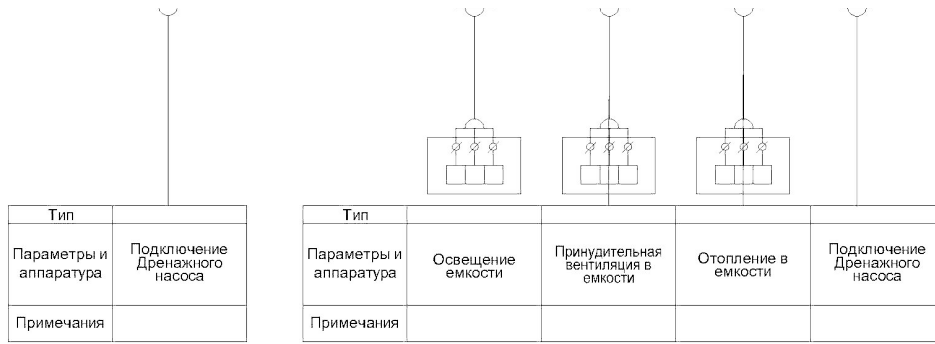 Тип
Параметры и
аппаратура
Подключение
Дренажного
насоса
Примечания
Тип
Параметры и
аппаратура
Освещение
емкости
Принудительная
вентиляция в
емкости
Отопление в
емкости
Подключение
Дренажного
насоса
Примечания